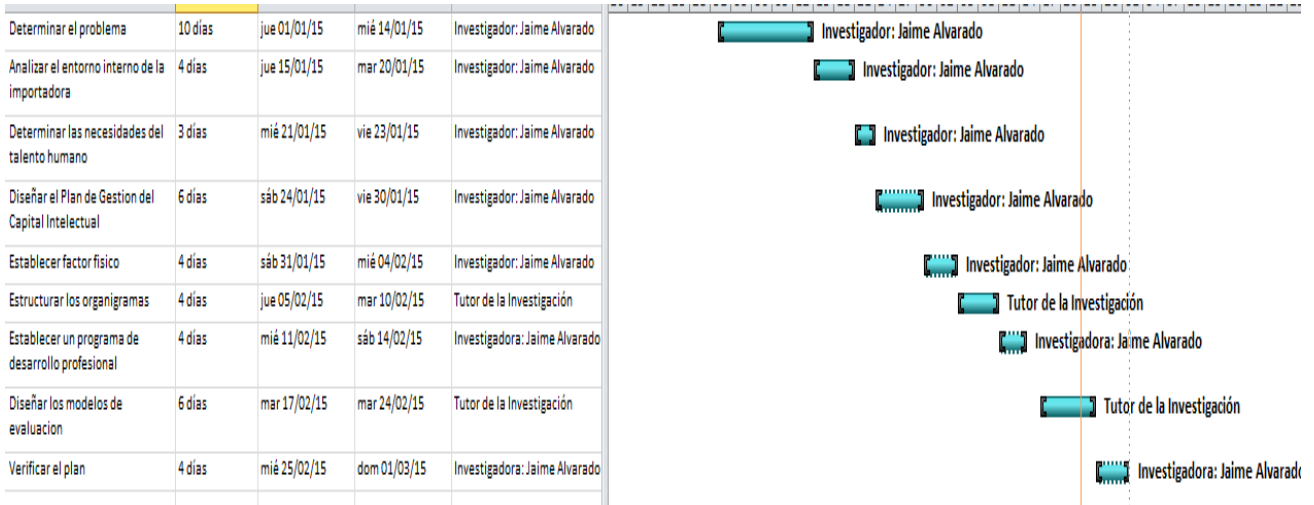 Determinar el problema 10 días jue 01/01/15 mié 14/01/15 Investigador: Jaime Alvarado Investigador: Jaime Alvarado
Analizar el entorno interno de la 4 días jue 15/01/15 mar 20/01/15 Investigador: Jaime Alvarado Investigador: Jaime Alvarado
importadora
Determinar las necesidades del 3 días mié 21/01/15 vie 23/01/15 Investigador: Jaime Alvarado Investigador: Jaime Alvarado
talento humano
Diseñar el Plan de Gestion del 6 días sáb 24/01/15 vie 30/01/15 Investigador: Jaime Alvarado Investigador: Jaime Alvarado
Capital Intelectual
Establecer factor fisico 4 días sáb 31/01/15 mié 04/02/15 Investigador: Jaime Alvarado Investigador: Jaime Alvarado
Estructurar los organigramas 4 días jue 05/02/15 mar 10/02/15 Tutor de la Investigación Tutor de la Investigación
Establecer un programa de 4 días mié 11/02/15 sáb 14/02/15 Investigadora: Jaime Alvarado Investigadora: Jaime Alvarado
desarrollo profesional
Diseñar los modelos de 6 días mar 17/02/15 mar 24/02/15 Tutor de la Investigación Tutor de la Investigación
evaluacion
Verificar el plan 4 días mié 25/02/15 dom 01/03/15 Investigadora: Jaime Alvarado Investigadora: Jaime Alvarado